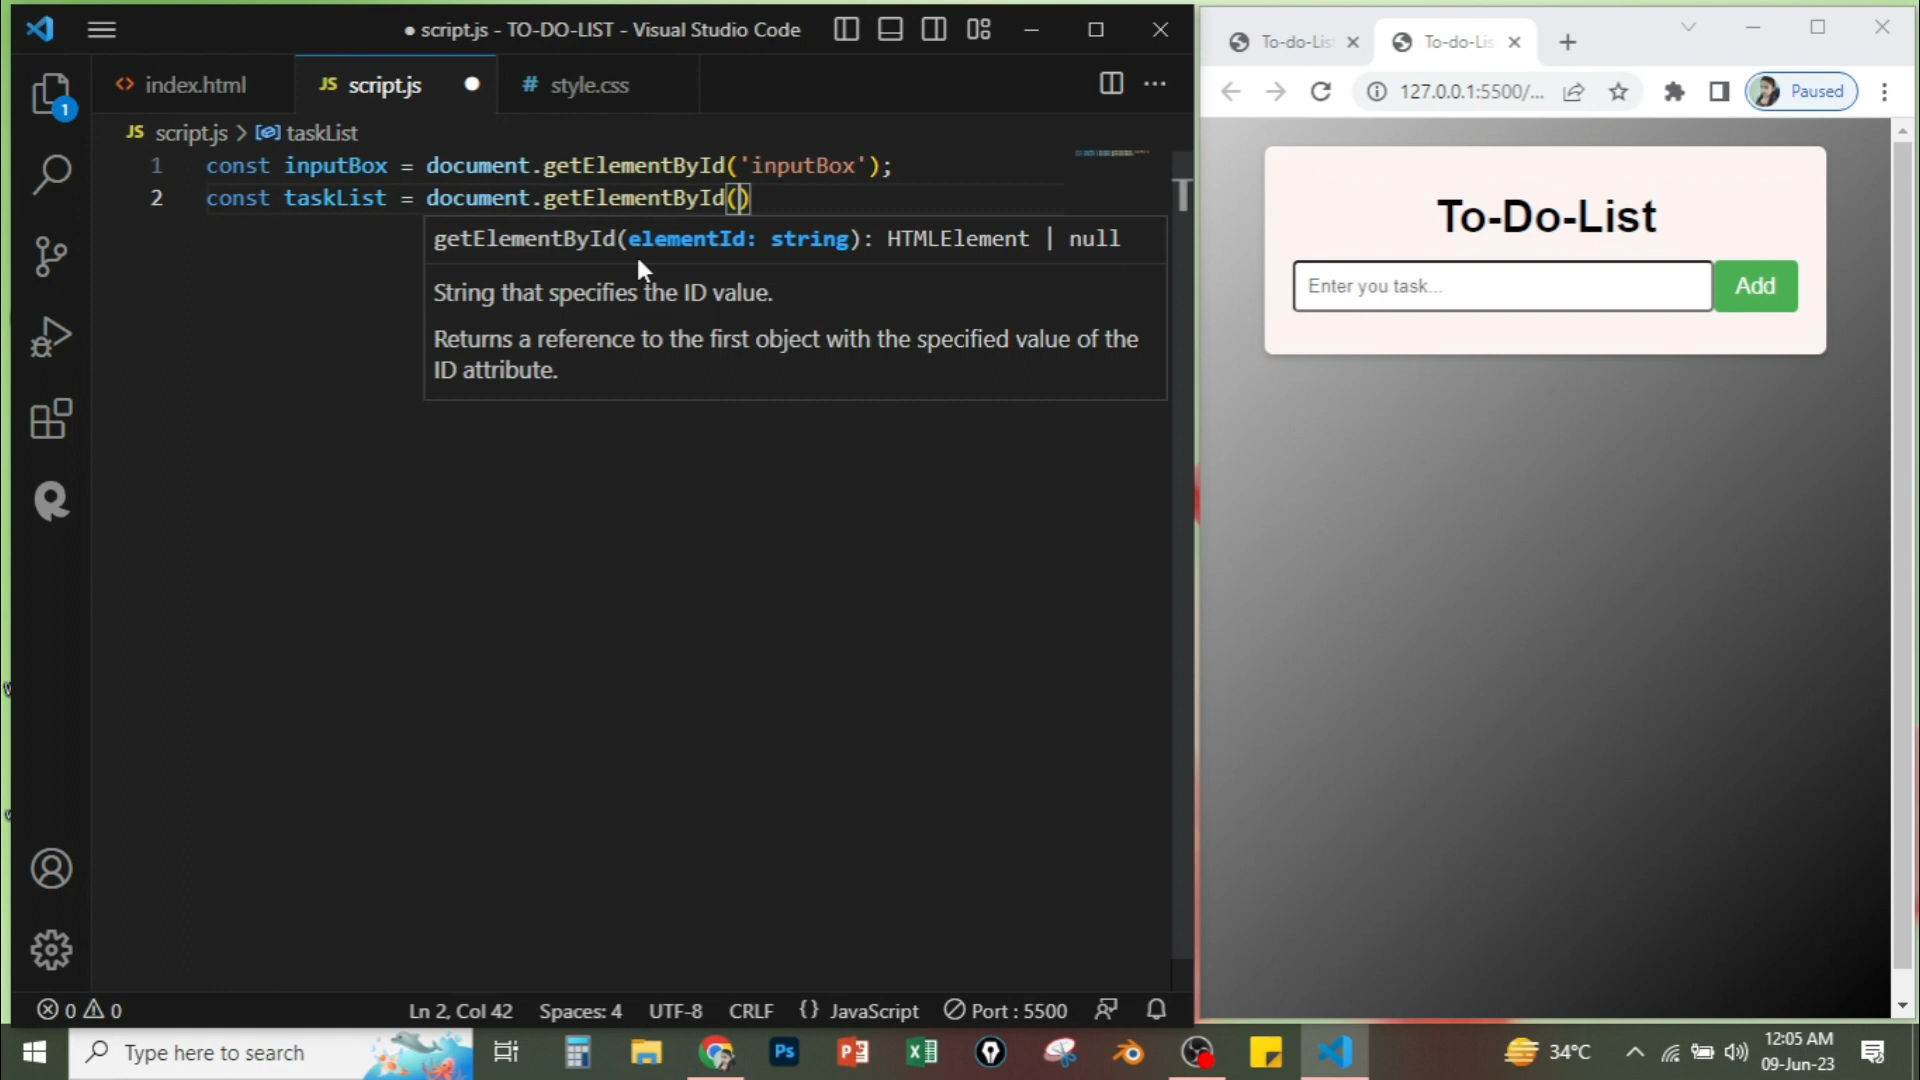 ● script.js - TO-DO-LIST - Visual Studio Code
index.html
JS script.js
# style.css
1
JS script.js > taskList
1 const inputBox = document.getElementById('inputBox');
2 const taskList = document.getElementById()
getElementById(elementId: string): HTMLElement | null
String that specifies the ID value.
Returns a reference to the first object with the specified value of the
ID attribute.
0 0
Ln 2, Col 42 Spaces: 4 UTF-8 CRLF {} JavaScript Port : 5500
To-do-Lis
To-do-Lis
127.0.0.1:5500/...
Paused
To-Do-List
Enter you task...
Add
Type here to search
Ps
34°C
12:05 AM
09-Jun-23